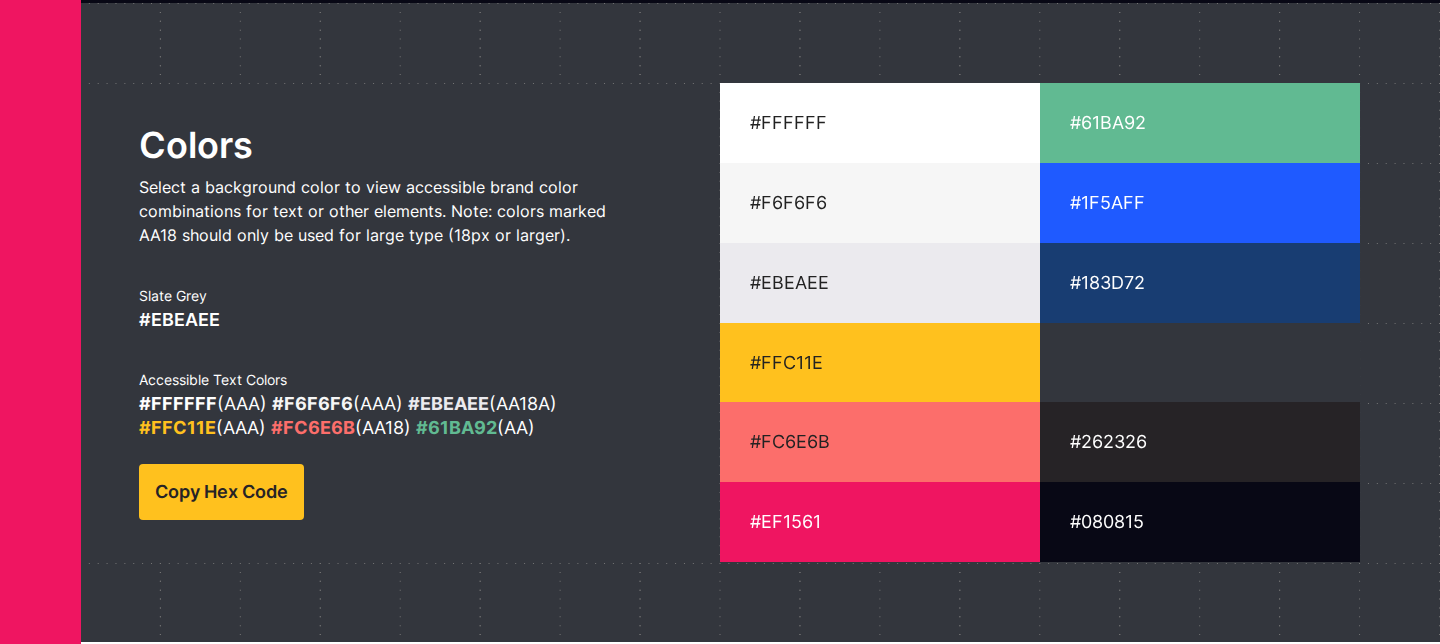 Colors
Select a background color to view accessible brand color
combinations for text or other elements. Note: colors marked
AA18 should only be used for large type (18px or larger).
Slate Grey
#EBEAEE
Accessible Text Colors
#FFFFFF(AAA) #F6F6F6(AAA) #EBEAEE(AA18A)
#FFC11E(AAA) #FC6E6B(AA18) #61BA92(AA)
Copy Hex Code
#FFFFFF
#61BA92
#F6F6F6
#1F5AFF
#EBEAEE
#183D72
#FFC11E
#FC6E6B
#262326
#EF1561
#080815